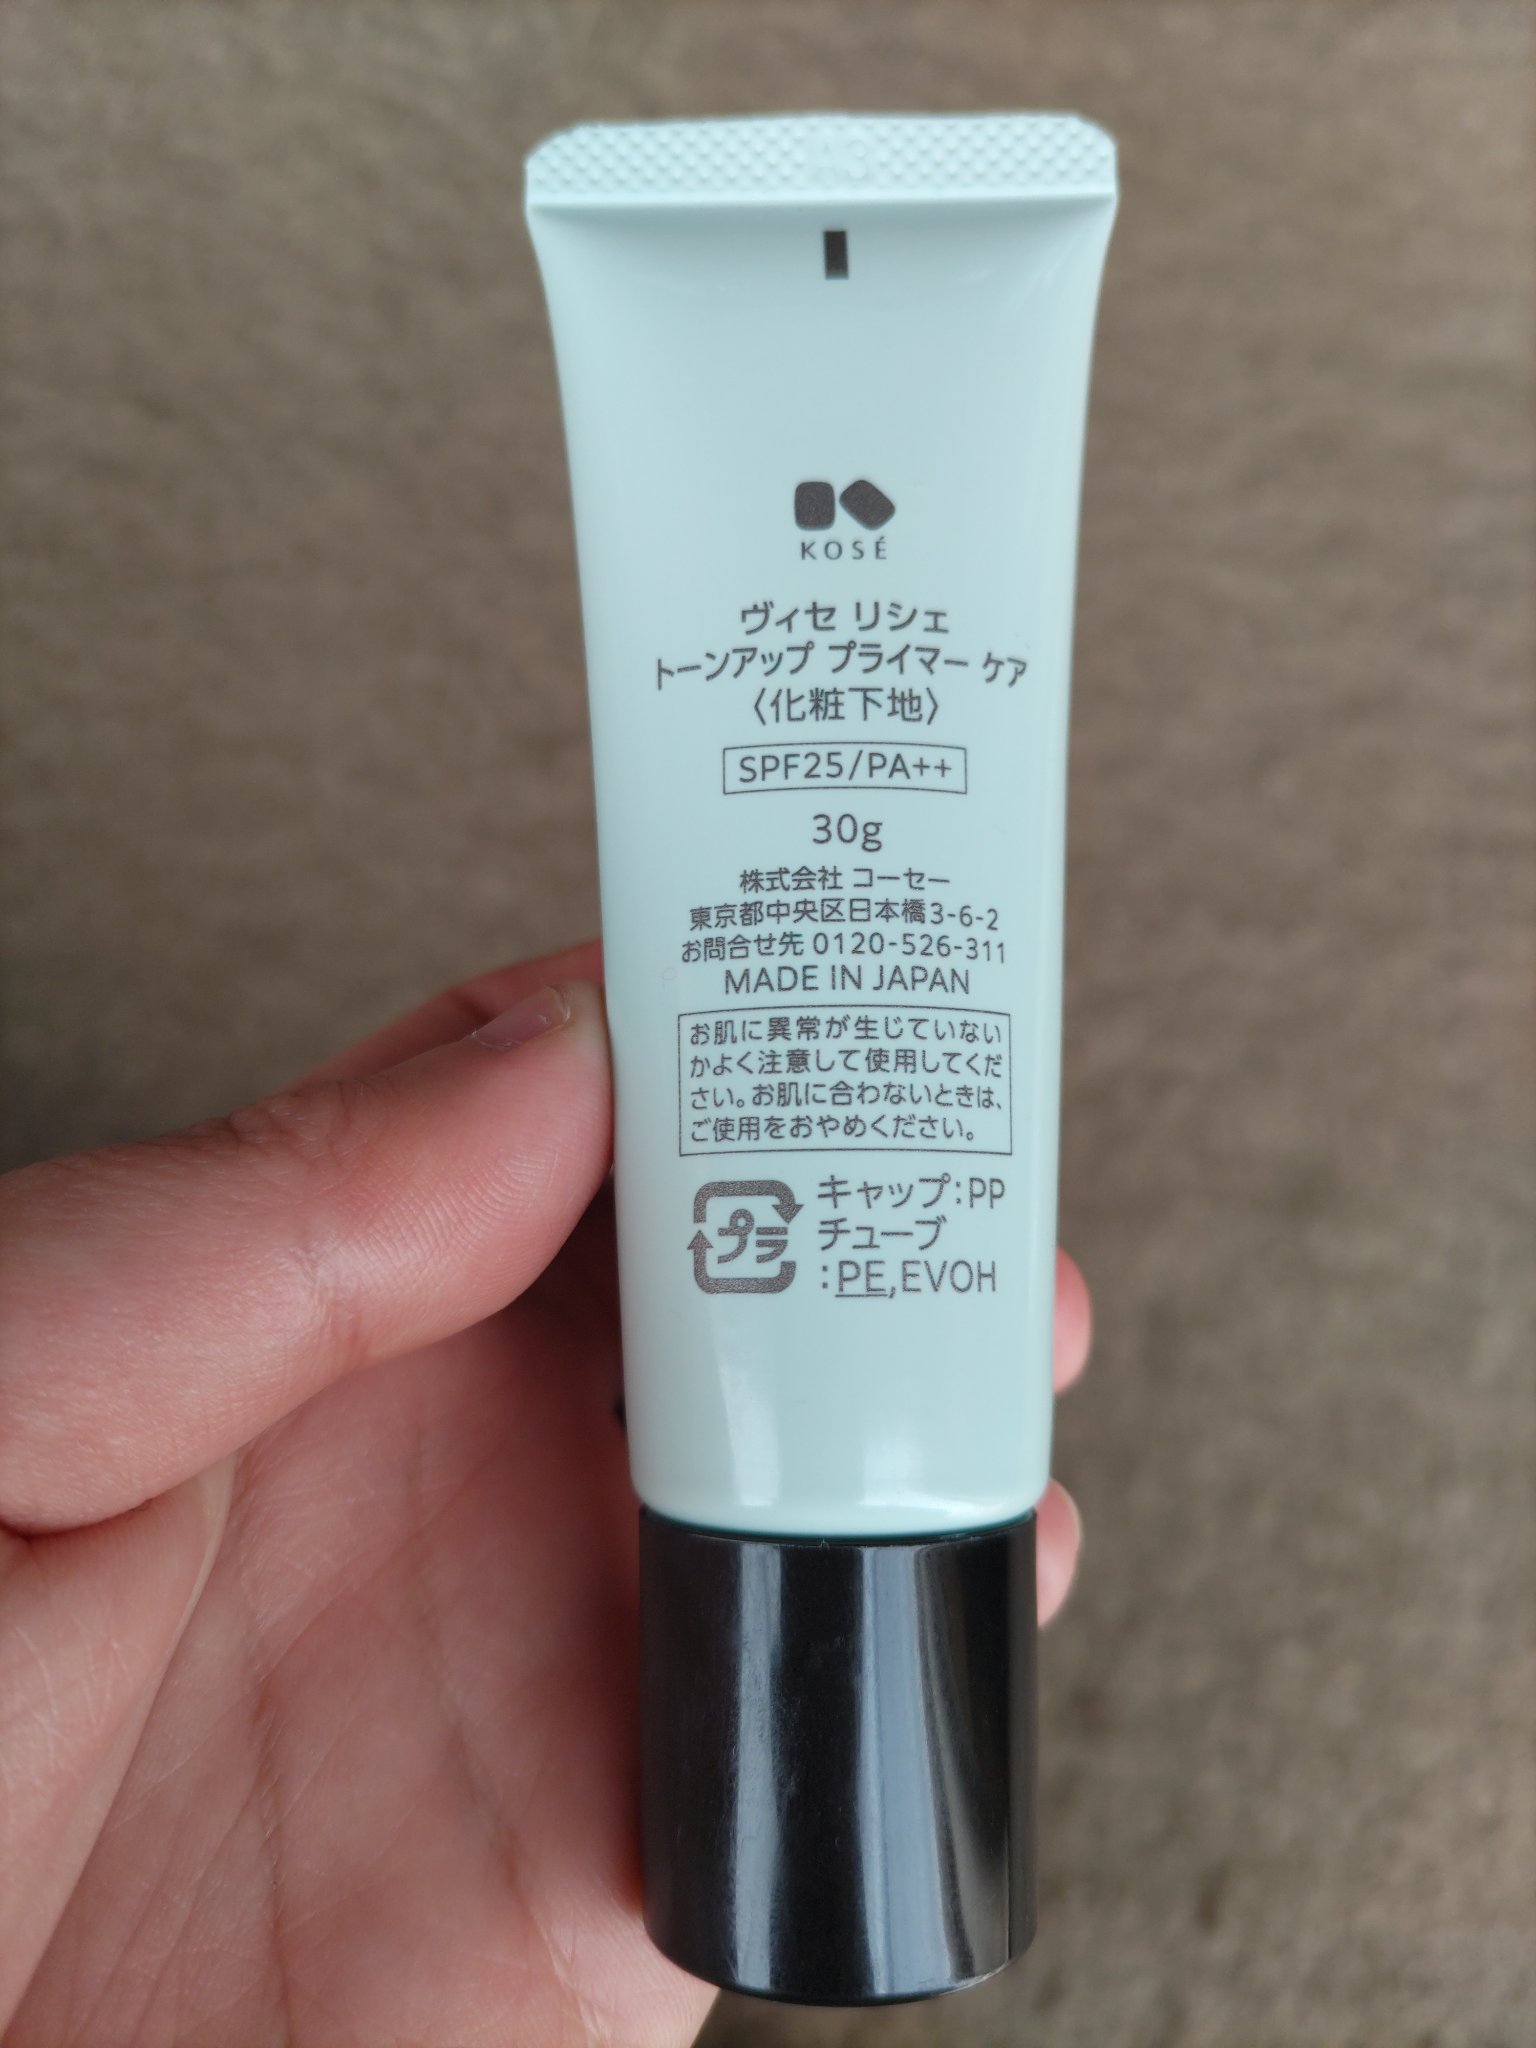 KOSÉ
ヴィセ リシェ
トーンアップ プライマー ケア
〈化粧下地〉
SPF25/PA++
30g
株式会社 コーセー
東京都中央区日本橋3-6-2
お問合せ先 0120-526-311
MADE IN JAPAN
お肌に異常が生じていない
かよく注意して使用してくだ
さい。お肌に合わないときは、
ご使用をおやめください。
プラ
キャップ:PP
チューブ
:PE,EVOH